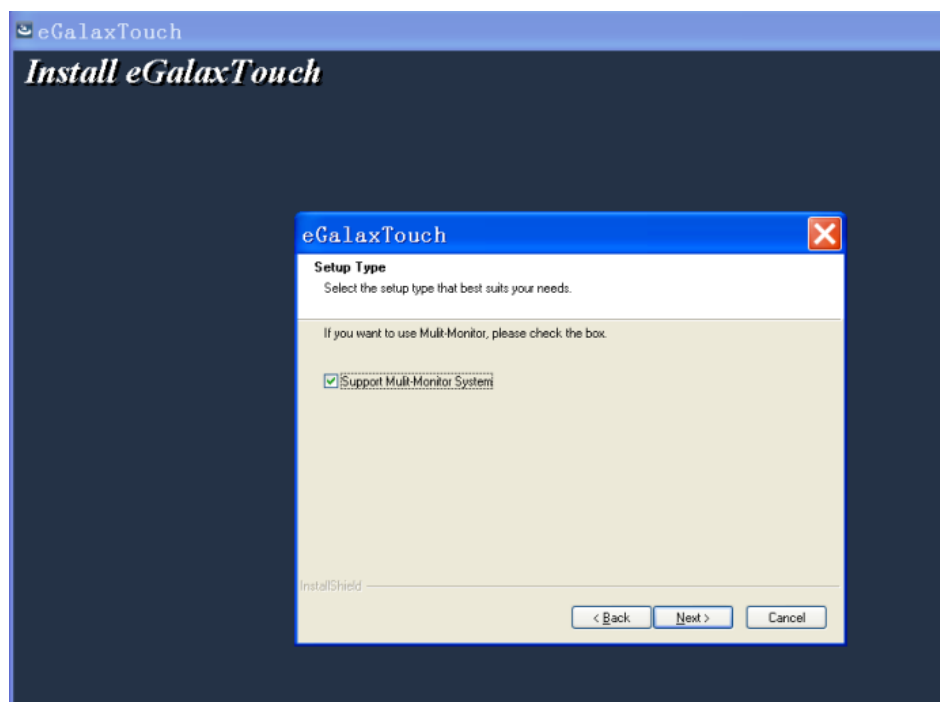 eGalaxTouch
Install eGalaxTouch
eGalaxTouch
Setup Type
Select the setup type that best suits your needs.
If you want to use Mulit-Monitor, please check the box.
Support Mulit-Monitor System
InstallShield
< Back Next > Cancel